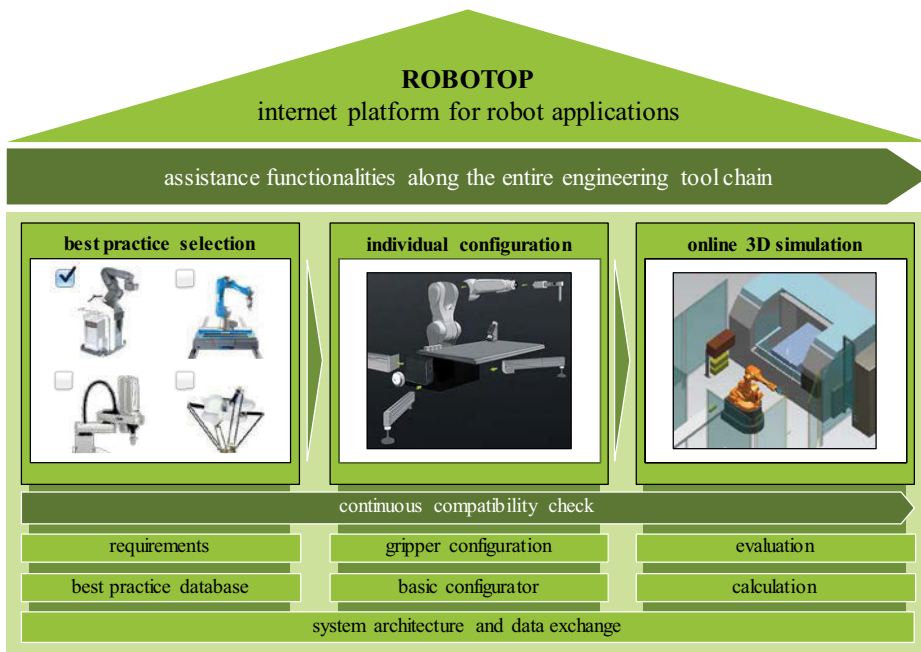 ROBOTOP
internet platform for robot applications
assistance functionalities along the entire engineering tool chain
best practice selection
individual configuration
online 3D simulation
continuous compatibility check
requirements
gripper configuration
evaluation
best practice database
basic configurator
calculation
system architecture and data exchange